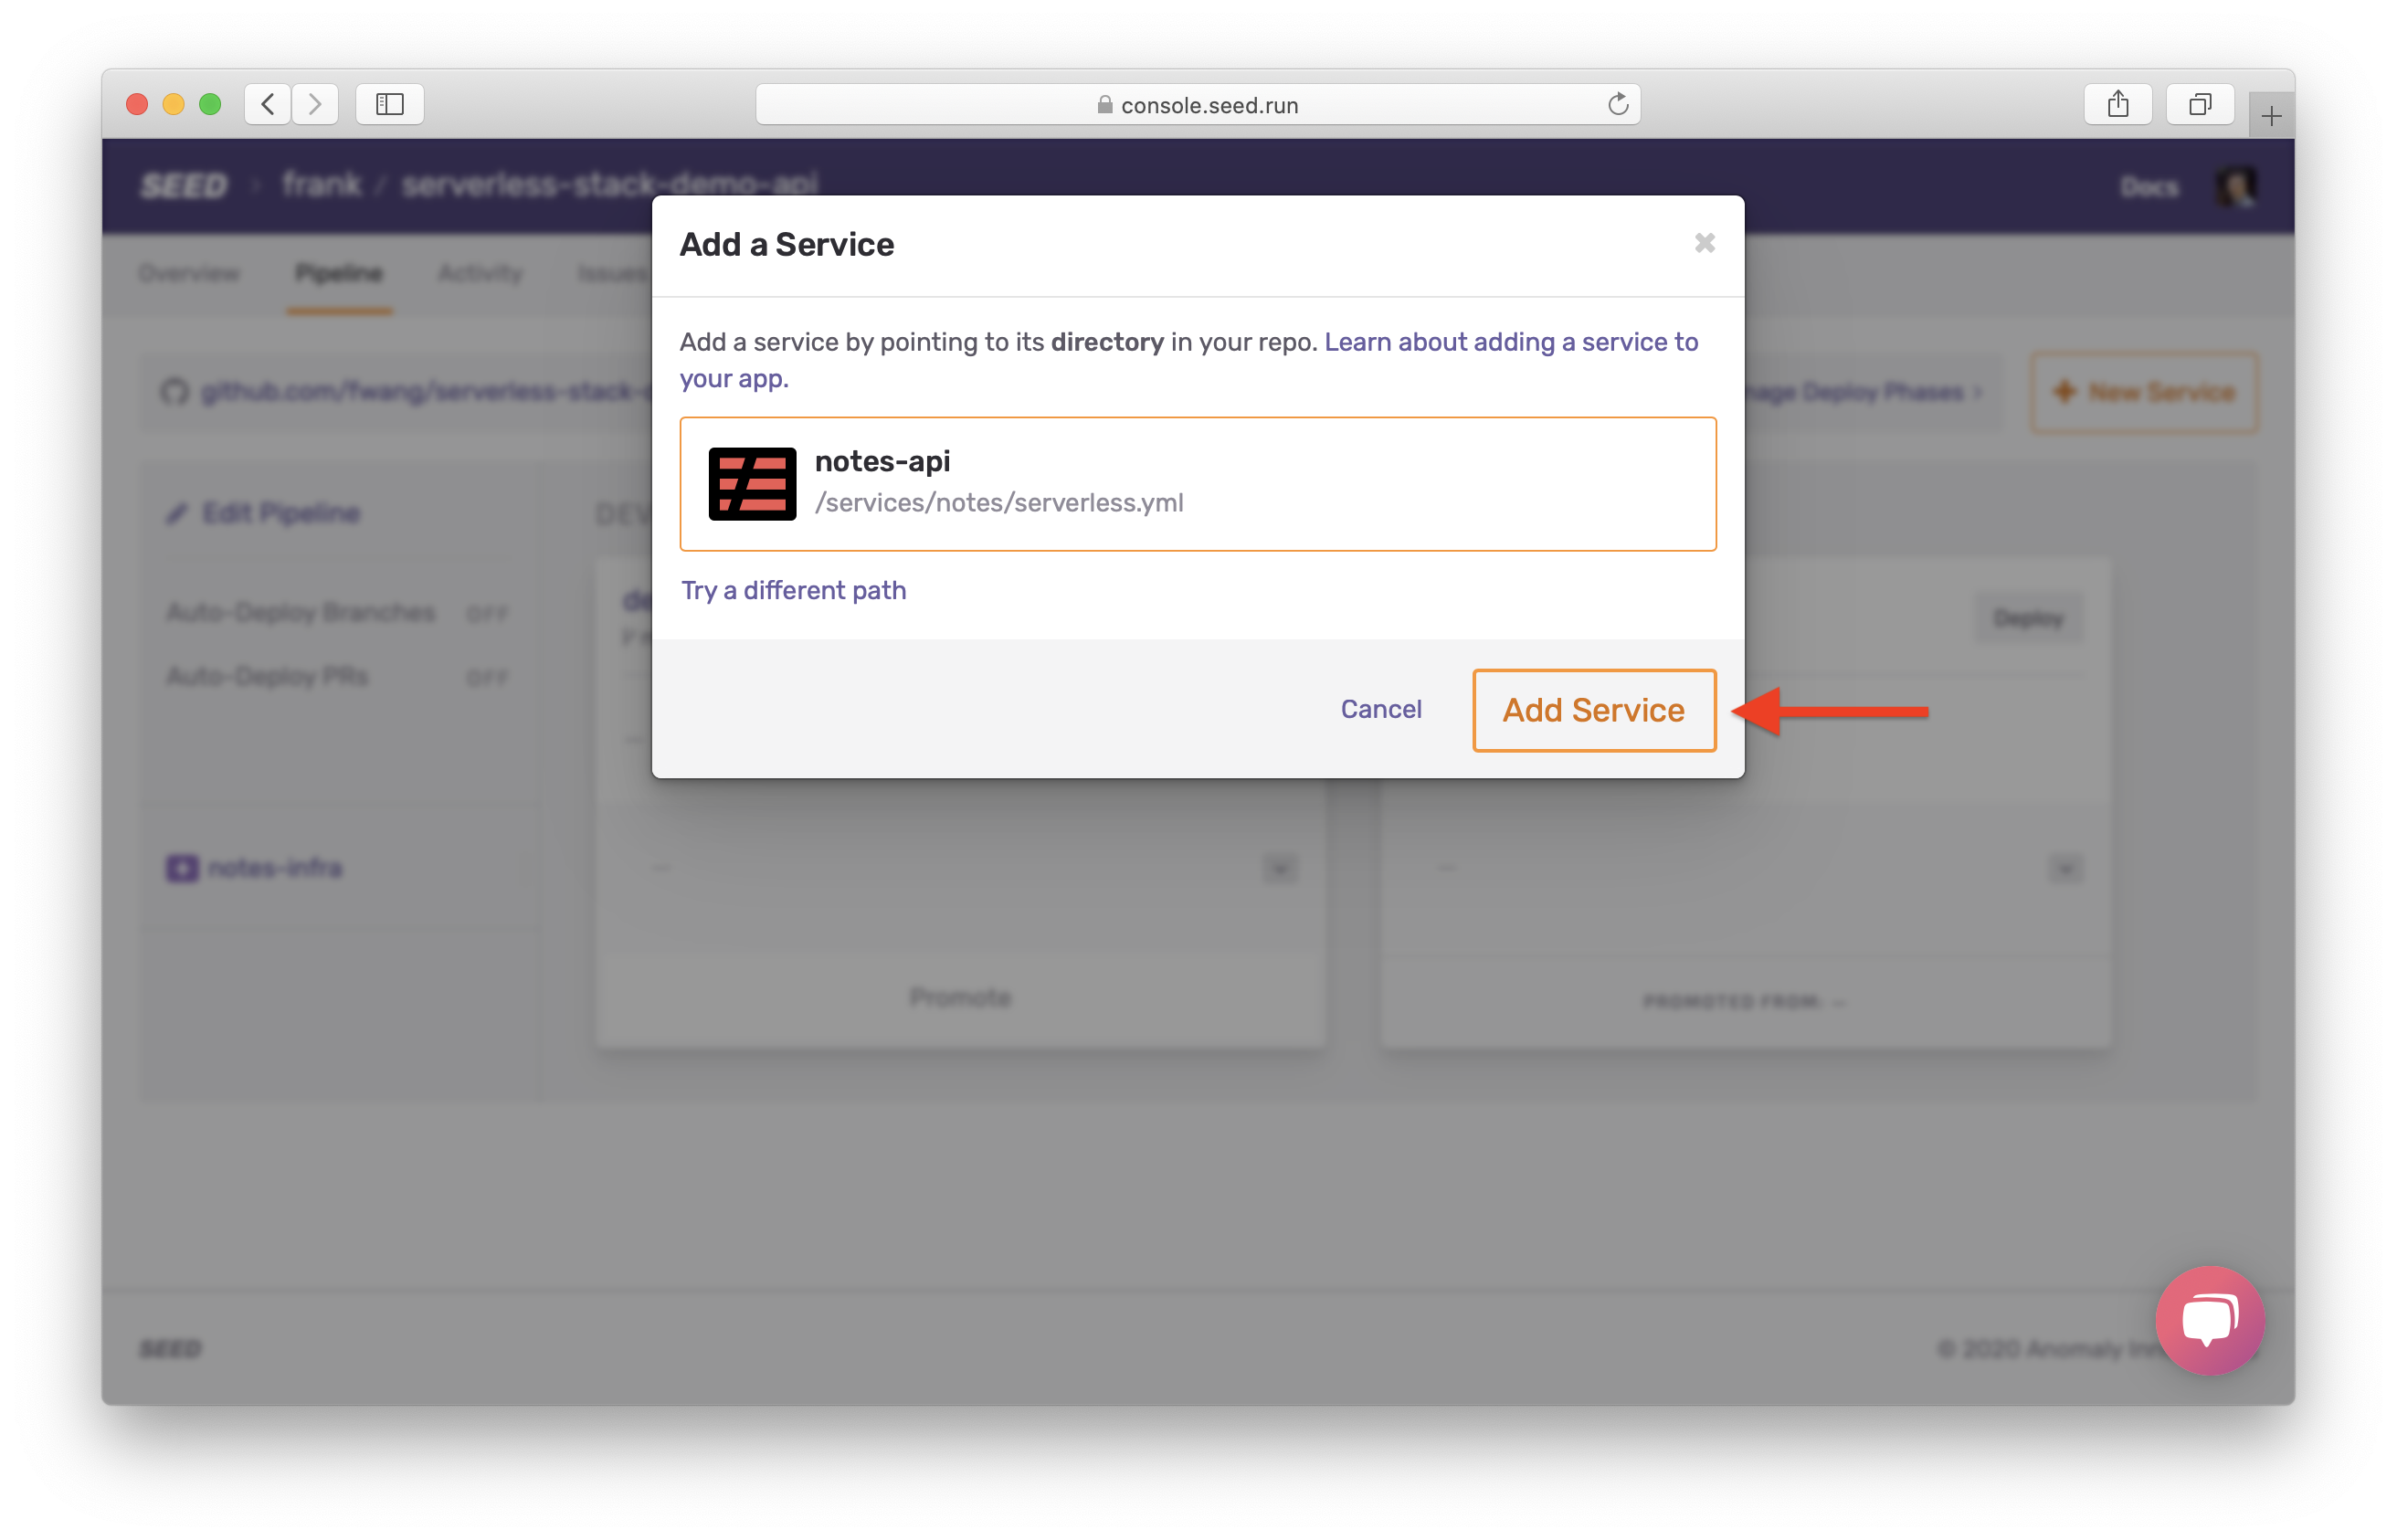 console.seed.run
SEED › frank / serverless-stack-demo-api
Docs
Overview Pipeline Activity Issues
Add a Service
Add a service by pointing to its directory in your repo. Learn about adding a service to
your app.
github.com/fwang/serverless-stack-
Deploy Phases ›
New Service
notes-api
/services/notes/serverless.yml
Try a different path
Cancel
Add Service
Edit Pipeline
Auto-Deploy Branches OFF
Auto-Deploy PRs OFF
Deploy
notes-infra
Promote
PROMOTED FROM: –
SEED
© 2020 Anomaly